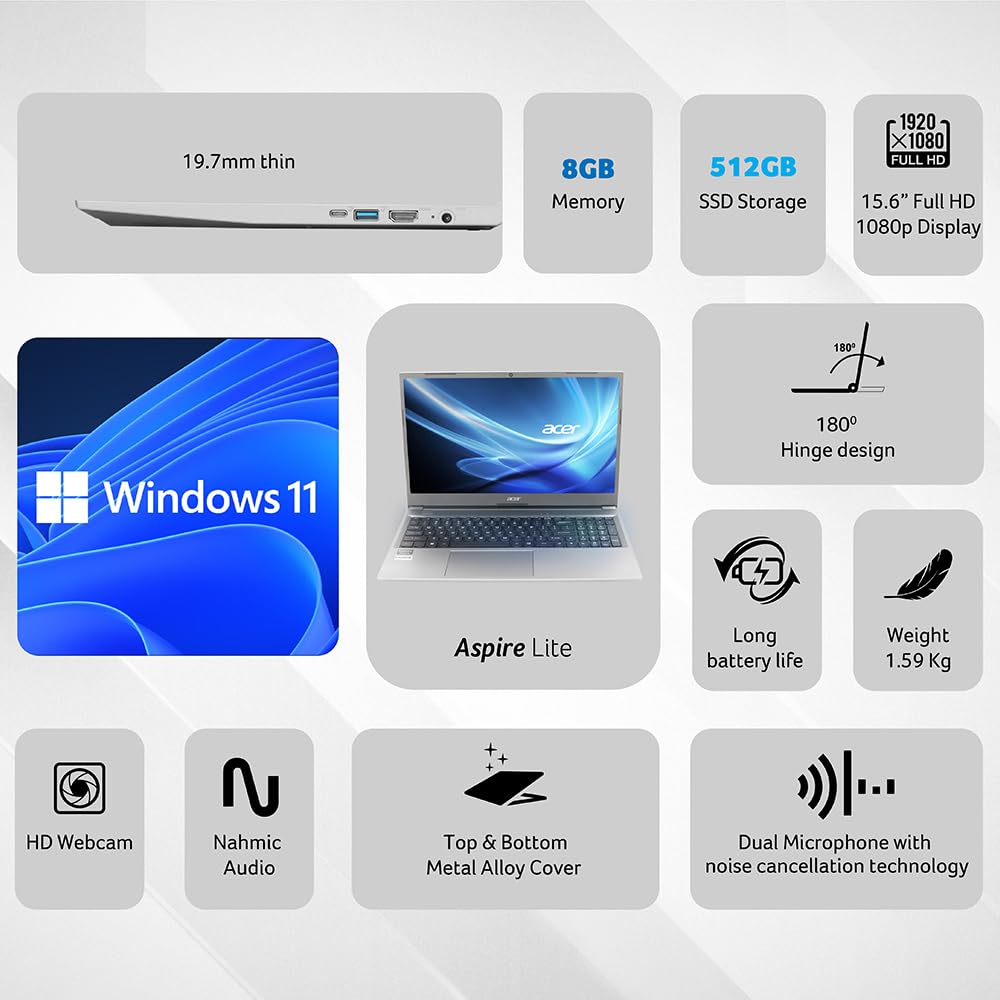 19.7mm thin
8GB
Memory
512GB
SSD Storage
1920
×1080
FULL HD
15.6” Full HD
1080p Display
Windows 11
acer
acer
Aspire Lite
180⁰
180⁰
Hinge design
Long
battery life
Weight
1.59 Kg
HD Webcam
Nahmic
Audio
Top & Bottom
Metal Alloy Cover
Dual Microphone with
noise cancellation technology